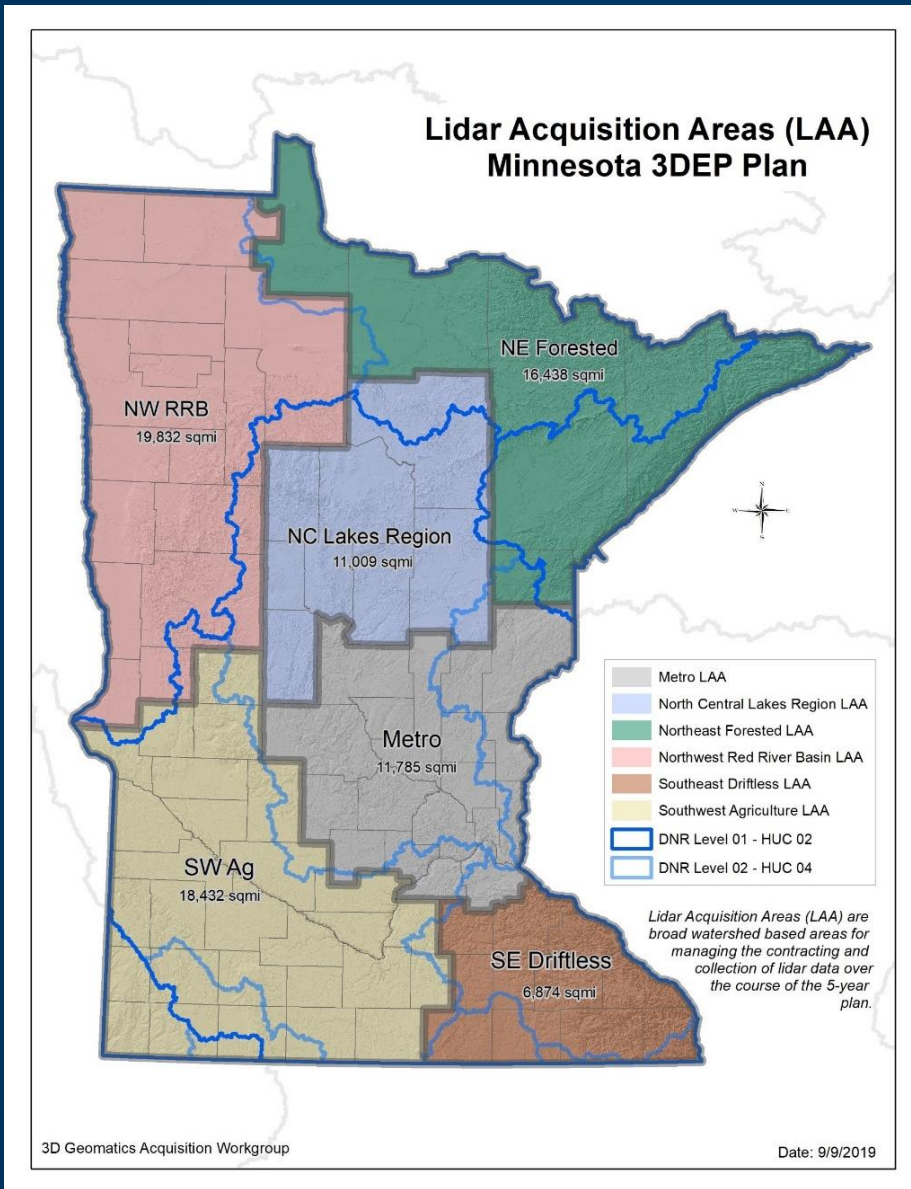 Lidar Acquisition Areas (LAA)
Minnesota 3DEP Plan
NE Forested
16,438 sqmi
NW RRB
19,832 sqmi
N
W
E
S
NC Lakes Region
11,009 sqmi
Metro
11,785 sqmi
SW Ag
18,432 sqmi
SE Driftless
6,874 sqmi
Metro LAA
North Central Lakes Region LAA
Northeast Forested LAA
Northwest Red River Basin LAA
Southeast Driftless LAA
Southwest Agriculture LAA
DNR Level 01 - HUC 02
DNR Level 02 - HUC 04
Lidar Acquisition Areas (LAA) are
broad watershed based areas for
managing the contracting and
collection of lidar data over
the course of the 5-year
plan.
3D Geomatics Acquisition Workgroup
Date: 9/9/2019